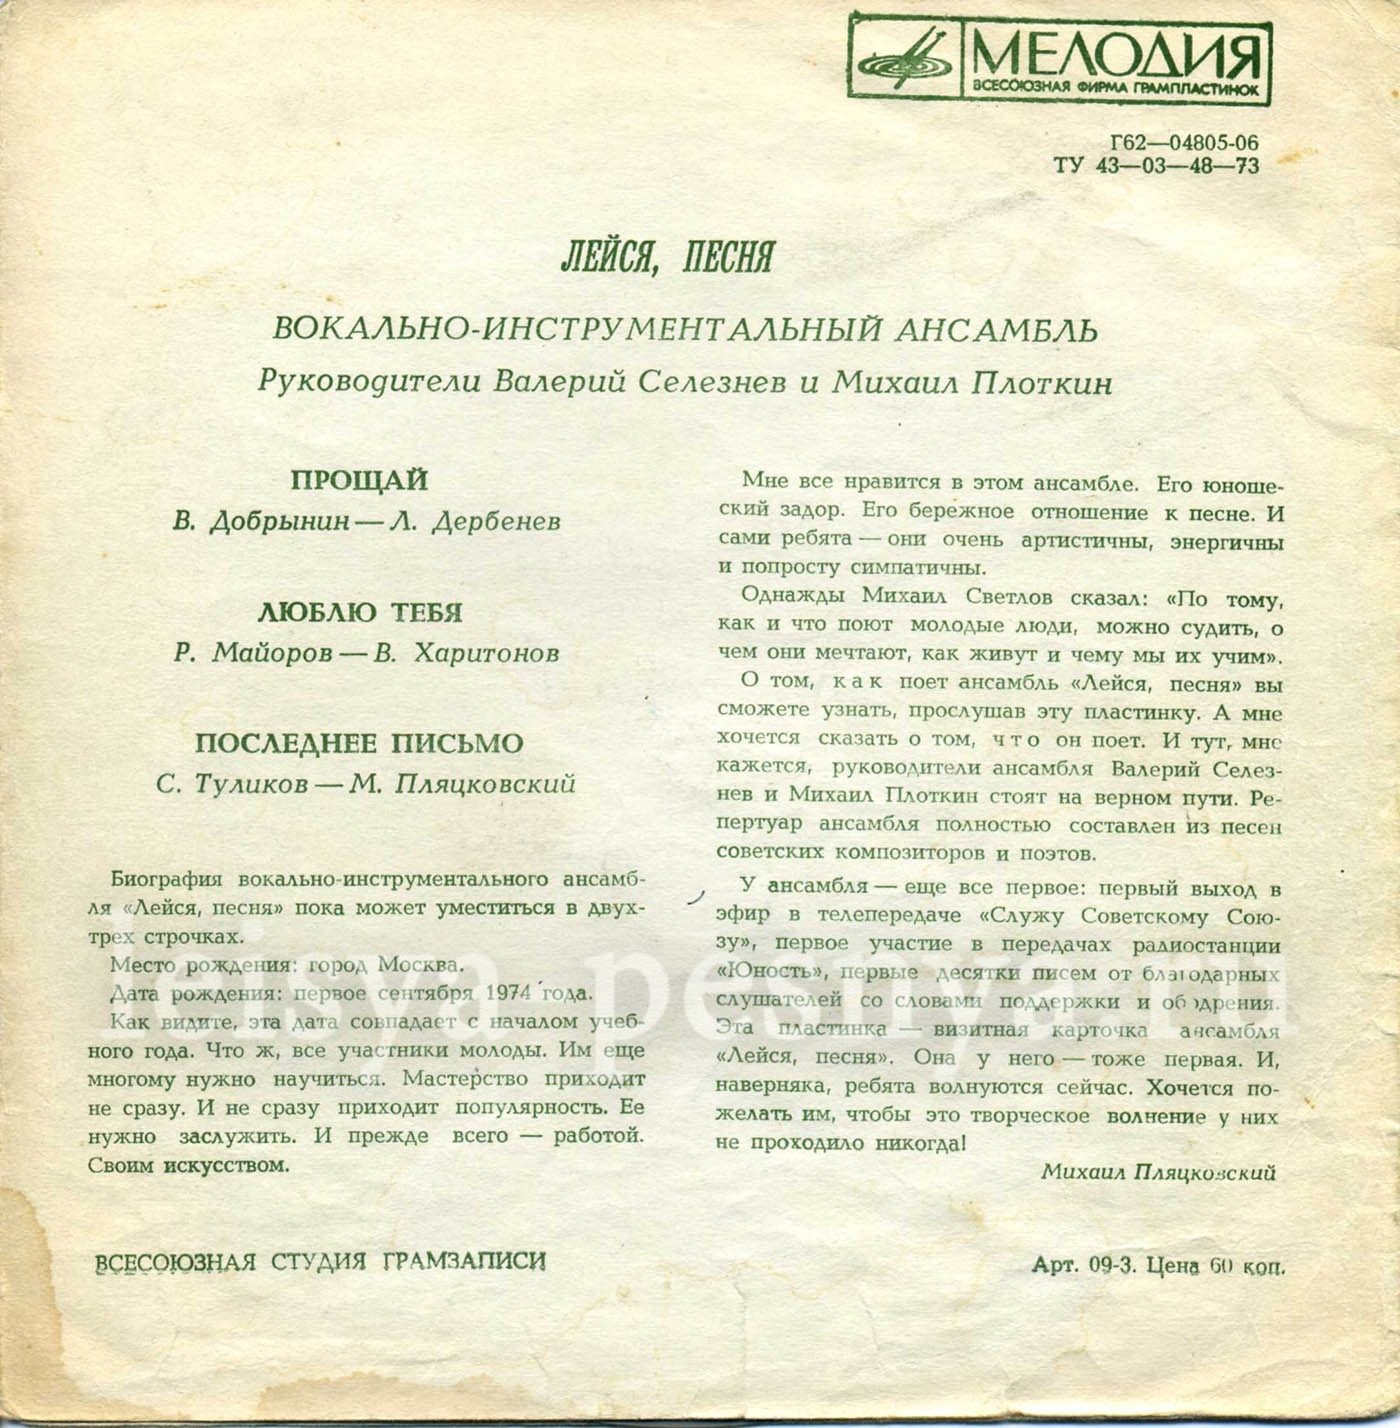 МЕЛОДИЯ
ВСЕСОЮЗНАЯ ФИРМА ГРАМПЛАСТИНОК
Г62—04805-06
ТУ 43—03—48—73
ЛЕЙСЯ, ПЕСНЯ
ВОКАЛЬНО-ИНСТРУМЕНТАЛЬНЫЙ АНСАМБЛЬ
Руководители Валерий Селезнев и Михаил Плоткин
ПРОЩАЙ
В. Добрынин — Л. Дербенев
ЛЮБЛЮ ТЕБЯ
Р. Майоров — В. Харитонов
ПОСЛЕДНЕЕ ПИСЬМО
С. Туликов — М. Пляцковский
Биография вокально-инструментального ансамб-
ля «Лейся, песня» пока может уместиться в двух-
трех строчках.
Место рождения: город Москва.
Дата рождения: первое сентября 1974 года.
Как видите, эта дата совпадает с началом учеб-
ного года. Что ж, все участники молоды. Им еще
многому нужно научиться. Мастерство приходит
не сразу. И не сразу приходит популярность. Ее
нужно заслужить. И прежде всего — работой.
Своим искусством.
Мне все нравится в этом ансамбле. Его юноше-
ский задор. Его бережное отношение к песне. И
сами ребята — они очень артистичны, энергичны
и попросту симпатичны.
Однажды Михаил Светлов сказал: «По тому,
как и что поют молодые люди, можно судить, о
чем они мечтают, как живут и чему мы их учим».
О том, как поет ансамбль «Лейся, песня» вы
сможете узнать, прослушав эту пластинку. А мне
хочется сказать о том, что он поет. И тут, мне
кажется, руководители ансамбля Валерий Селез-
нев и Михаил Плоткин стоят на верном пути. Ре-
пертуар ансамбля полностью составлен из песен
советских композиторов и поэтов.
У ансамбля — еще все первое: первый выход в
эфир в телепередаче «Служу Советскому Сою-
зу», первое участие в передачах радиостанции
«Юность», первые десятки писем от благодарных
слушателей со словами поддержки и ободрения.
Эта пластинка — визитная карточка ансамбля
«Лейся, песня». Она у него — тоже первая. И,
наверняка, ребята волнуются сейчас. Хочется по-
желать им, чтобы это творческое волнение у них
не проходило никогда!
Михаил Пляцковский
ВСЕСОЮЗНАЯ СТУДИЯ ГРАМЗАПИСИ
Арт. 09-3. Цена 60 коп.